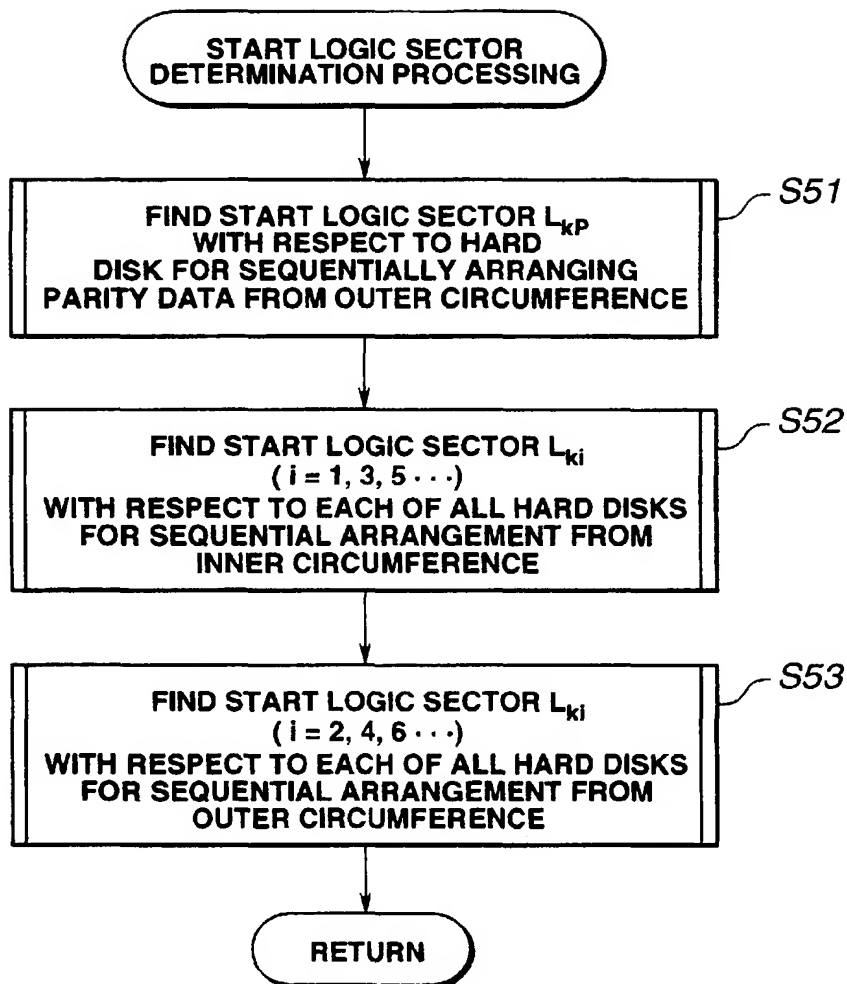 START LOGIC SECTOR
DETERMINATION PROCESSING
S51
FIND START LOGIC SECTOR LkP
WITH RESPECT TO HARD
DISK FOR SEQUENTIALLY ARRANGING
PARITY DATA FROM OUTER CIRCUMFERENCE
S52
FIND START LOGIC SECTOR Lki
( i = 1, 3, 5 · · ·)
WITH RESPECT TO EACH OF ALL HARD DISKS
FOR SEQUENTIAL ARRANGEMENT FROM
INNER CIRCUMFERENCE
S53
FIND START LOGIC SECTOR Lki
( i = 2, 4, 6 · · ·)
WITH RESPECT TO EACH OF ALL HARD DISKS
FOR SEQUENTIAL ARRANGEMENT FROM
OUTER CIRCUMFERENCE
RETURN